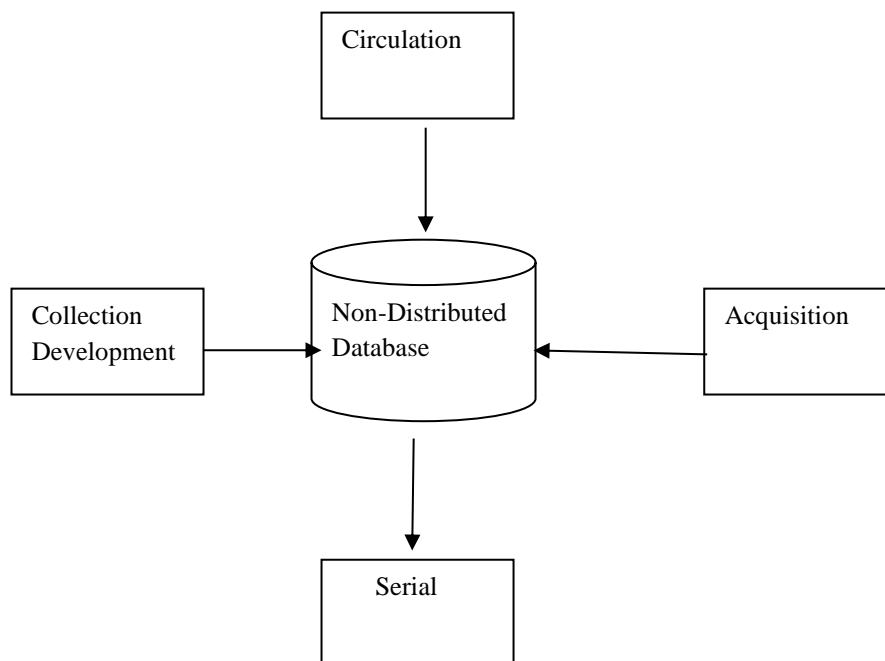 Circulation
Collection
Development
Non-Distributed
Database
Acquisition
Serial